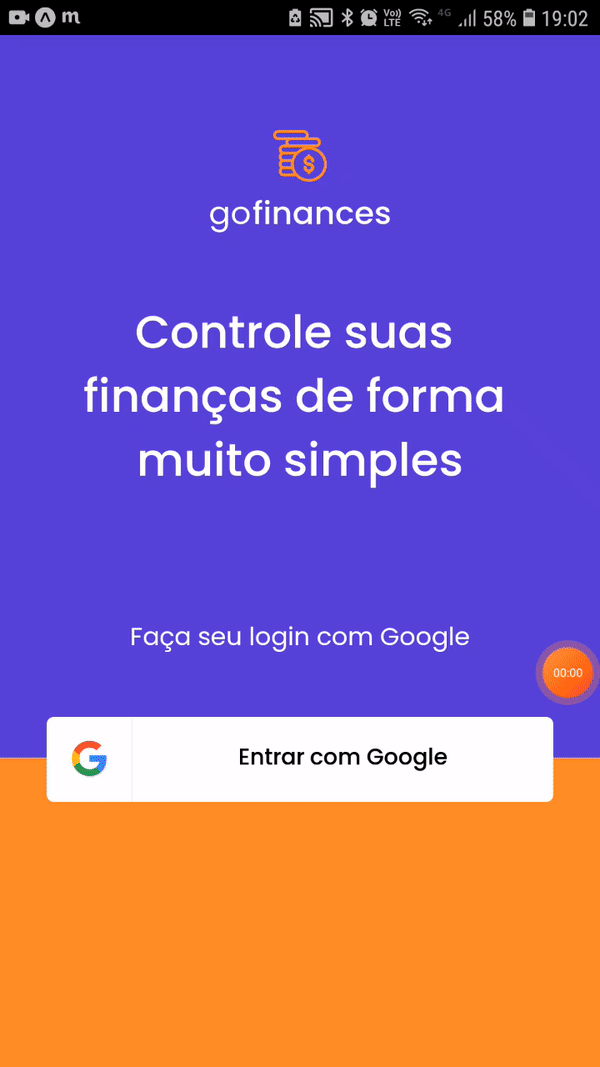 m Vo)) LTE 4G 58% 19:02
$
gofinances
Controle suas
finanças de forma
muito simples
Faça seu login com Google
00:00
G Entrar com Google